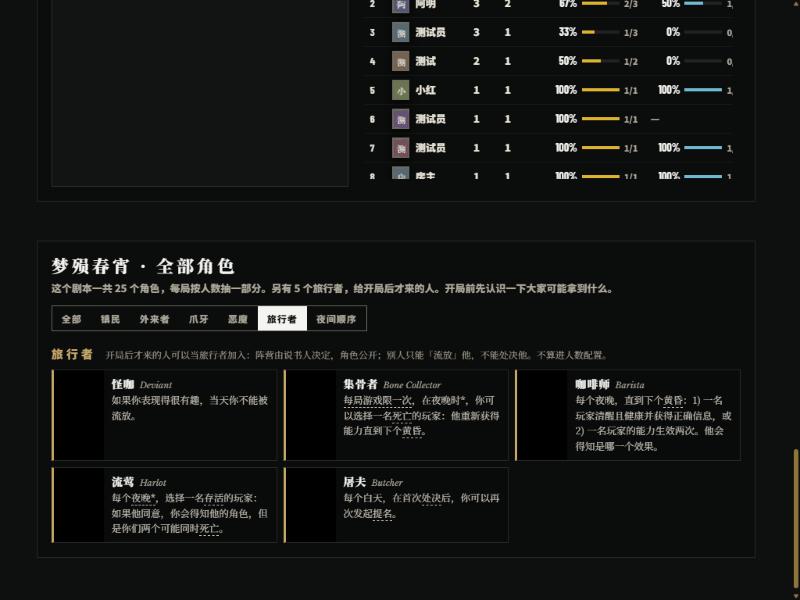 2 阿明 3 2 67% 2/3 50% 1
3 测试员 3 1 33% 1/3 0% 0
4 测试 2 1 50% 1/2 0% 0
5 小红 1 1 100% 1/1 100% 1
6 测试员 1 1 100% 1/1 —
7 测试员 1 1 100% 1/1 100% 1
8 房主 1 1 100% 1/1 100% 1
梦殒春宵 · 全部角色
这个剧本一共 25 个角色，每局按人数抽一部分。另有 5 个旅行者，给开局后才来的人。开局前先认识一下大家可能拿到什么。
全部 镇民 外来者 爪牙 恶魔 旅行者 夜间顺序
旅行者 开局后才来的人可以当旅行者加入：阵营由说书人决定，角色公开；别人只能「流放」他，不能处决他。不算进人数配置。
怪咖 Deviant
如果你表现得很有趣，当天你不能被
流放。
集骨者 Bone Collector
每局游戏限一次，在夜晚时*，你可
以选择一名死亡的玩家：他重新获得
能力直到下个黄昏。
咖啡师 Barista
每个夜晚，直到下个黄昏：1) 一名
玩家清醒且健康并获得正确信息，或
2) 一名玩家的能力生效两次。他会
得知是哪一个效果。
流莺 Harlot
每个夜晚*，选择一名存活的玩家：
如果他同意，你会得知他的角色，但
是你们两个可能同时死亡。
屠夫 Butcher
每个白天，在首次处决后，你可以再
次发起提名。